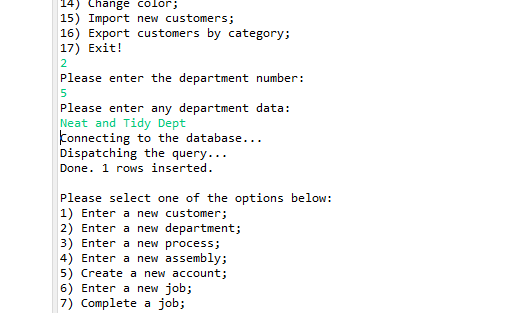 14) Change color;
15) Import new customers;
16) Export customers by category;
17) Exit!
2
Please enter the department number:
5
Please enter any department data:
Neat and Tidy Dept
Connecting to the database...
Dispatching the query...
Done. 1 rows inserted.
Please select one of the options below:
1) Enter a new customer;
2) Enter a new department;
3) Enter a new process;
4) Enter a new assembly;
5) Create a new account;
6) Enter a new job;
7) Complete a job;